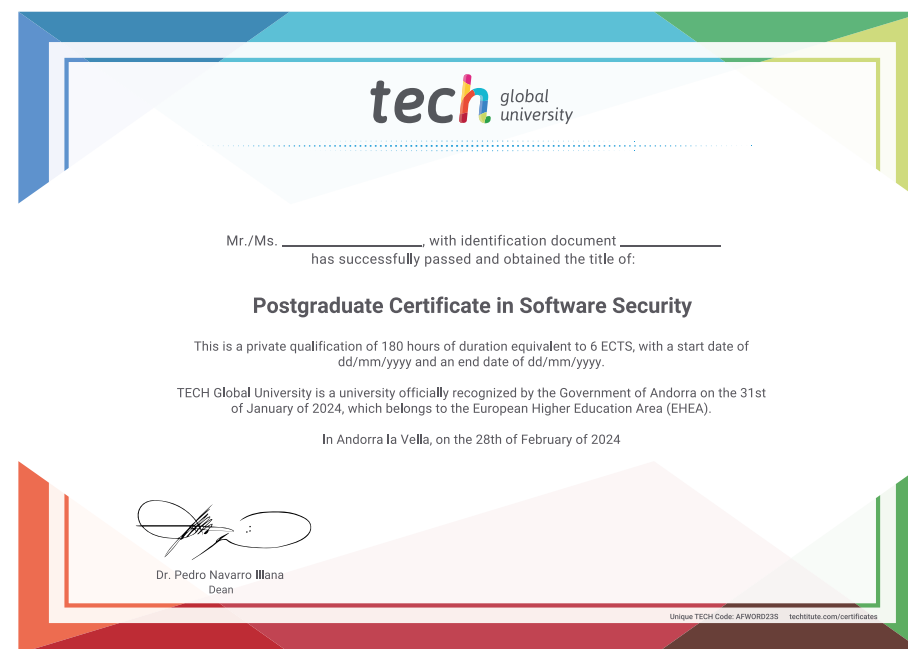 tech global
university
Mr./Ms. ____________, with identification document ____________
has successfully passed and obtained the title of:
Postgraduate Certificate in Software Security
This is a private qualification of 180 hours of duration equivalent to 6 ECTS, with a start date of
dd/mm/yyyy and an end date of dd/mm/yyyy.
TECH Global University is a university officially recognized by the Government of Andorra on the 31st
of January of 2024, which belongs to the European Higher Education Area (EHEA).
In Andorra la Vella, on the 28th of February of 2024
Dr. Pedro Navarro Illana
Dean
Unique TECH Code: AFWORD23S techtitute.com/certificates